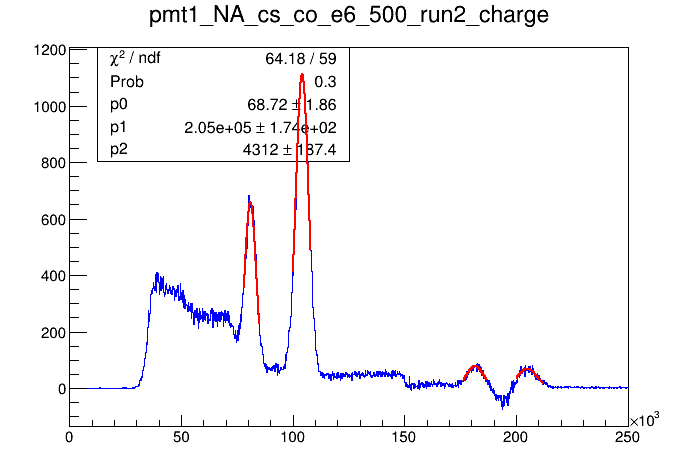 pmt1_NA_cs_co_e6_500_run2_charge
χ² / ndf 64.18 / 59
Prob 0.3
p0 68.72 ± 1.86
p1 2.05e+05 ± 1.74e+02
p2 4312 ± 137.4
1200
1000
800
600
400
200
0
0 50 100 150 200 250
×10³